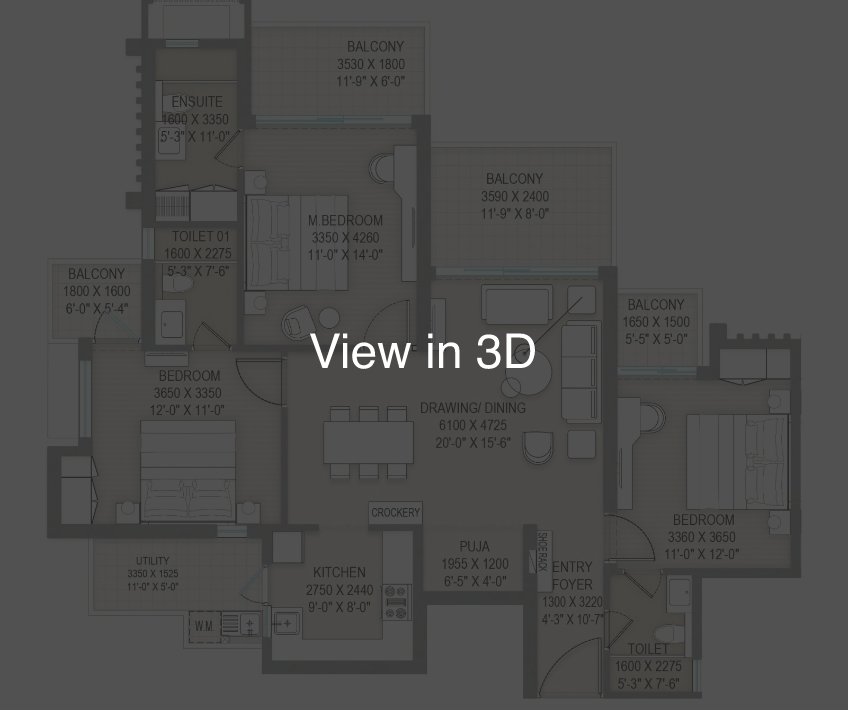 BALCONY
3530 X 1800
11'-9" X 6'-0"
ENSUITE
1600 X 3350
5'-3" X 11'-0"
BALCONY
3590 X 2400
11'-9" X 8'-0"
M.BEDROOM
3350 X 4260
11'-0" X 14'-0"
TOILET 01
1600 X 2275
5'-3" X 7'-6"
BALCONY
1800 X 1600
6'-0" X 5'-4"
BALCONY
1650 X 1500
5'-5" X 5'-0"
View in 3D
BEDROOM
3650 X 3350
12'-0" X 11'-0"
DRAWING/ DINING
6100 X 4725
20'-0" X 15'-6"
CROCKERY
BEDROOM
3360 X 3650
11'-0" X 12'-0"
UTILITY
3350 X 1525
11'-0" X 5'-0"
KITCHEN
2750 X 2440
9'-0" X 8'-0"
PUJA
1955 X 1200
6'-5" X 4'-0"
SHOE RACK
ENTRY
FOYER
1300 X 3220
4'-3" X 10'-7"
W.M.
TOILET
1600 X 2275
5'-3" X 7'-6"